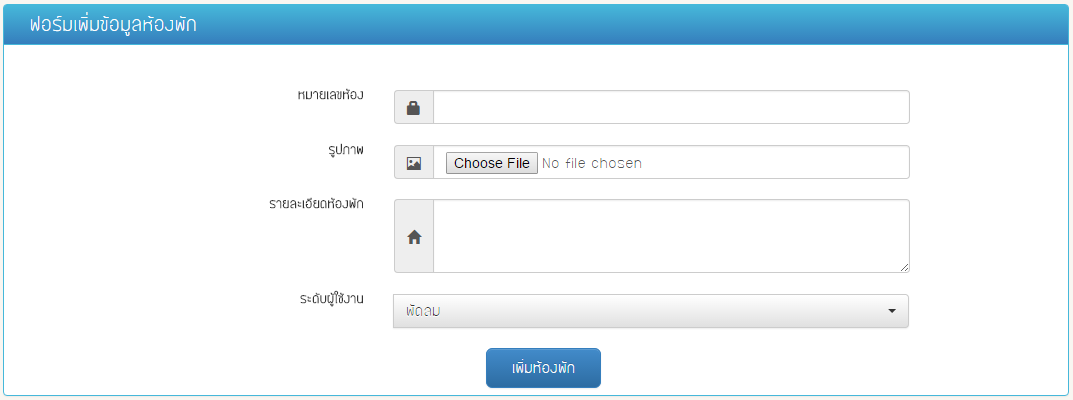 ฟอร์มเพิ่มข้อมูลห้องพัก
หมายเลขห้อง
รูปภาพ
Choose File No file chosen
รายละเอียดห้องพัก
ระดับผู้ใช้งาน
พัดลม
เพิ่มห้องพัก